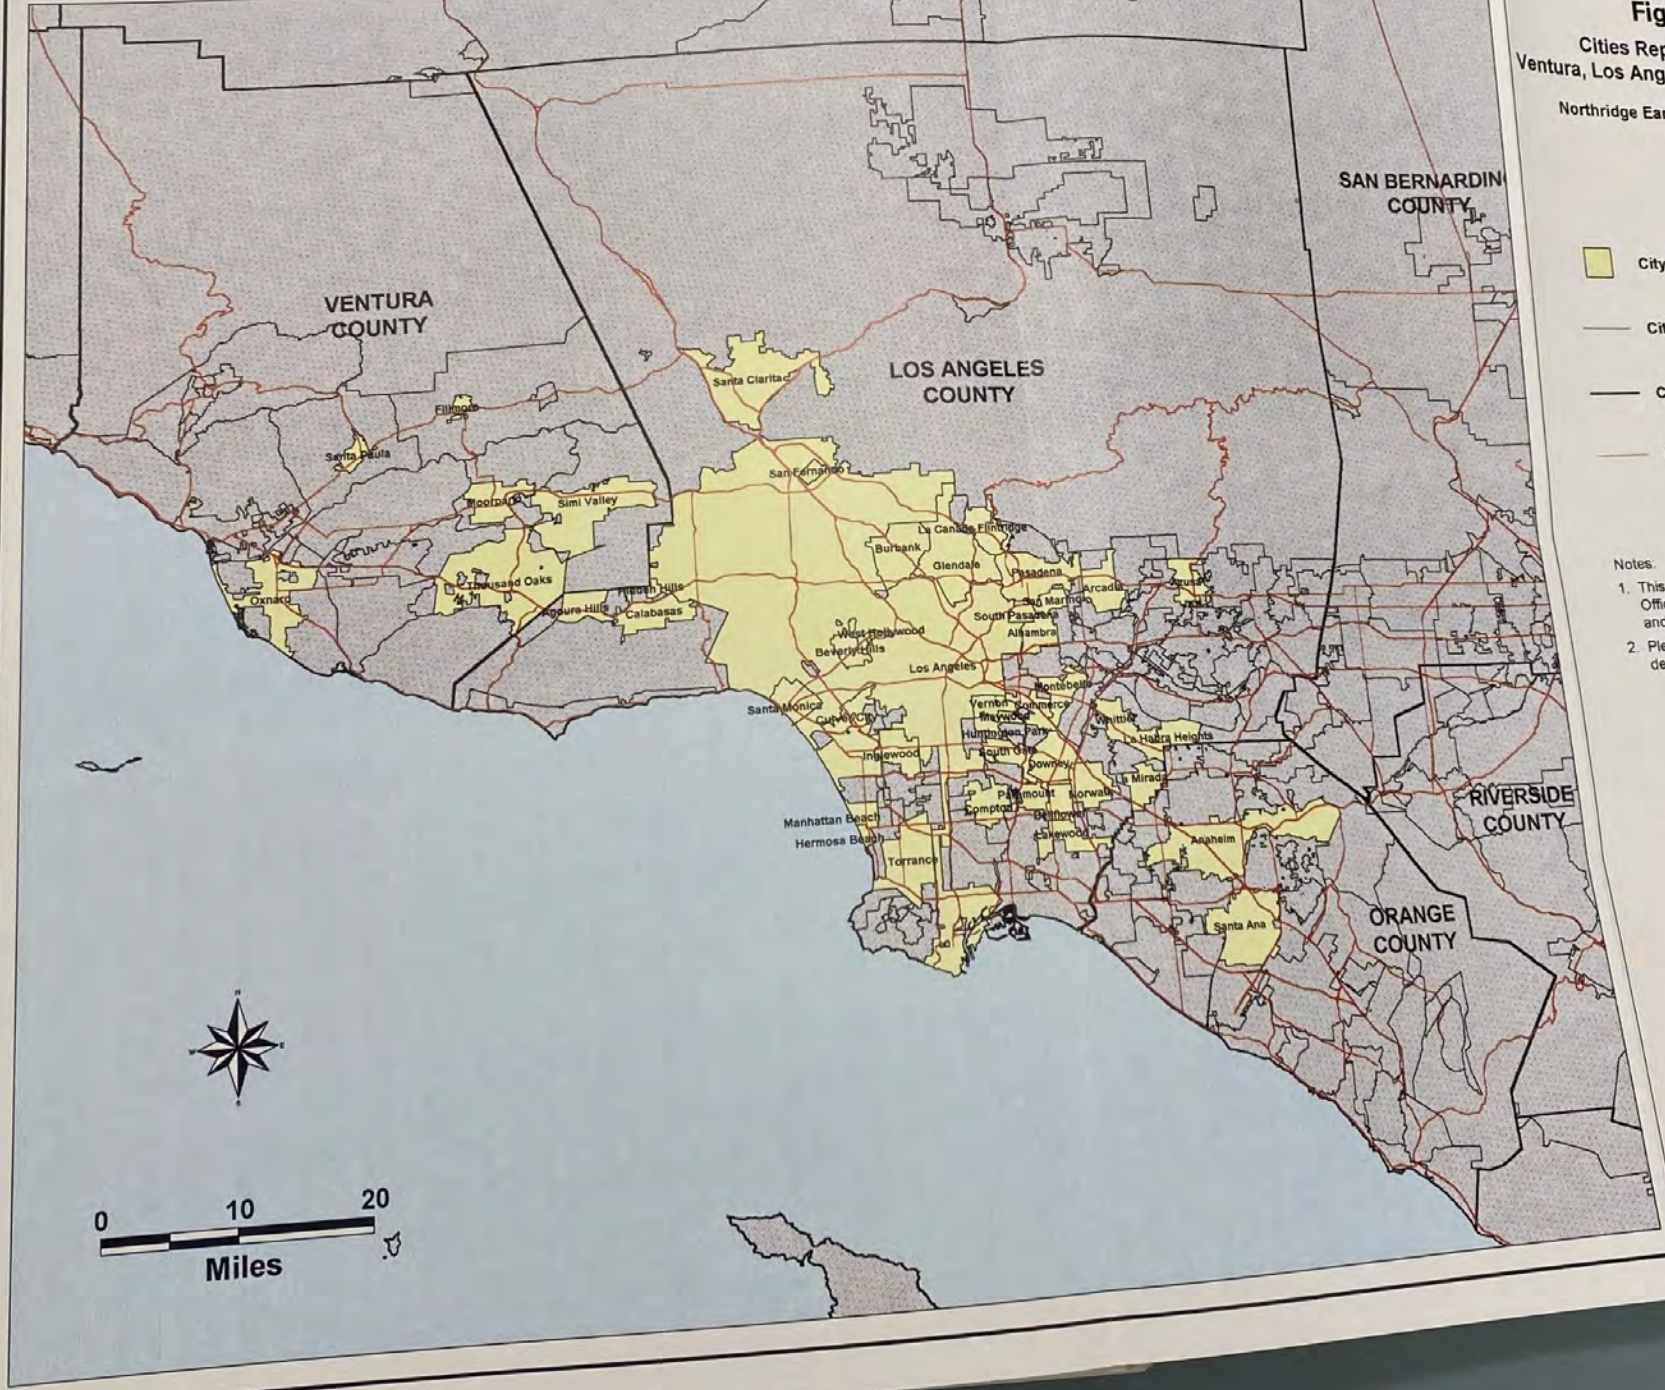 Fig
Cities Rep
Ventura, Los Ang
Northridge Ear
SAN BERNARDIN
COUNTY
City
VENTURA
COUNTY
Cit
LOS ANGELES
COUNTY
C
Santa Clarita
Fillmore
Santa Paula
San Fernando
Moorpark
Simi Valley
La Canada Flintridge
Burbank
Glendale
Pasadena
Thousand Oaks
Hidden Hills
Arcadia
Azusa
Oxnard
Agoura Hills
Calabasas
San Marino
South Pasadena
Alhambra
West Hollywood
Beverly Hills
Los Angeles
Montebello
Santa Monica
Culver City
Vernon
Commerce
Maywood
Huntington Park
Whittier
La Habra Heights
Inglewood
South Gate
Downey
La Mirada
Paramount
Norwalk
Compton
Bellflower
Lakewood
Manhattan Beach
Hermosa Beach
Torrance
Anaheim
Santa Ana
RIVERSIDE
COUNTY
ORANGE
COUNTY
Notes:
1. This
Offi
and
2. Ple
de
N
W
E
S
0 10 20
Miles